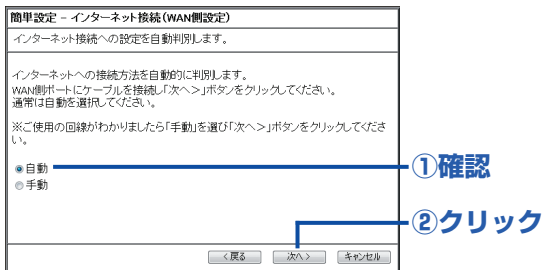 簡単設定 － インターネット接続（WAN側設定）
インターネット接続への設定を自動判別します。
インターネットへの接続方法を自動的に判別します。
WAN側ポートにケーブルを接続し「次へ＞」ボタンをクリックしてください。
通常は自動を選択してください。
※ご使用の回線がわかりましたら「手動」を選び「次へ＞」ボタンをクリックしてくださ
い。
自動
①確認
手動
②クリック
＜戻る 次へ＞ キャンセル